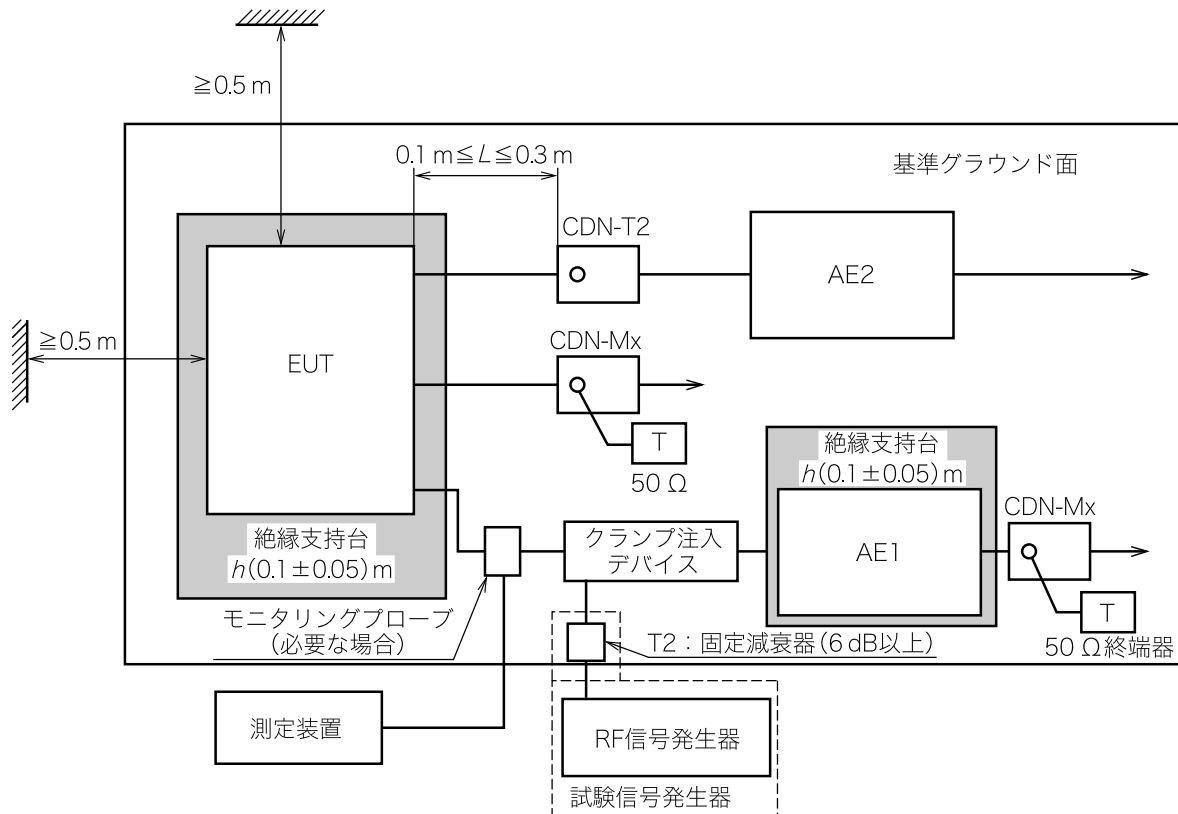 ≧0.5 m
0.1 m≦L≦0.3 m
基準グラウンド面
CDN-T2
AE2
≧0.5 m
EUT
CDN-Mx
T
50 Ω
絶縁支持台
h(0.1±0.05)m
CDN-Mx
クランプ注入
デバイス
AE1
絶縁支持台
h(0.1±0.05)m
モニタリングプローブ
(必要な場合)
T
T2：固定減衰器(6 dB以上)
50 Ω終端器
測定装置
RF信号発生器
試験信号発生器